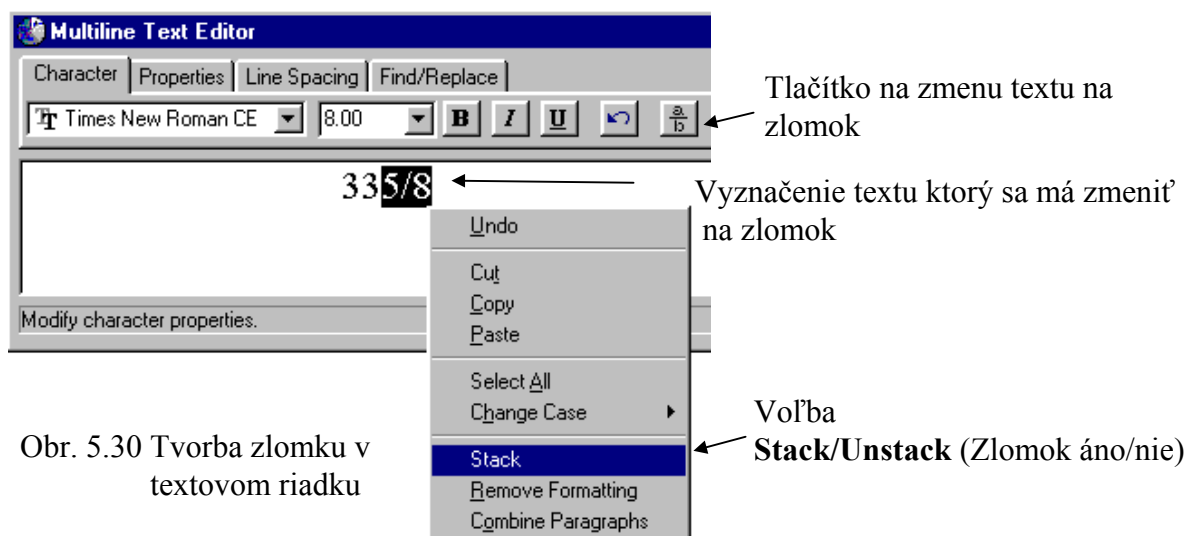 Multiline Text Editor
Character Properties Line Spacing Find/Replace
Times New Roman CE 8.00 B I U a/b
Tlačítko na zmenu textu na
zlomok
335/8
Vyznačenie textu ktorý sa má zmeniť
na zlomok
Undo
Cut
Copy
Paste
Modify character properties.
Select All
Change Case
Stack
Remove Formatting
Combine Paragraphs
Voľba
Stack/Unstack (Zlomok áno/nie)
Obr. 5.30 Tvorba zlomku v
textovom riadku